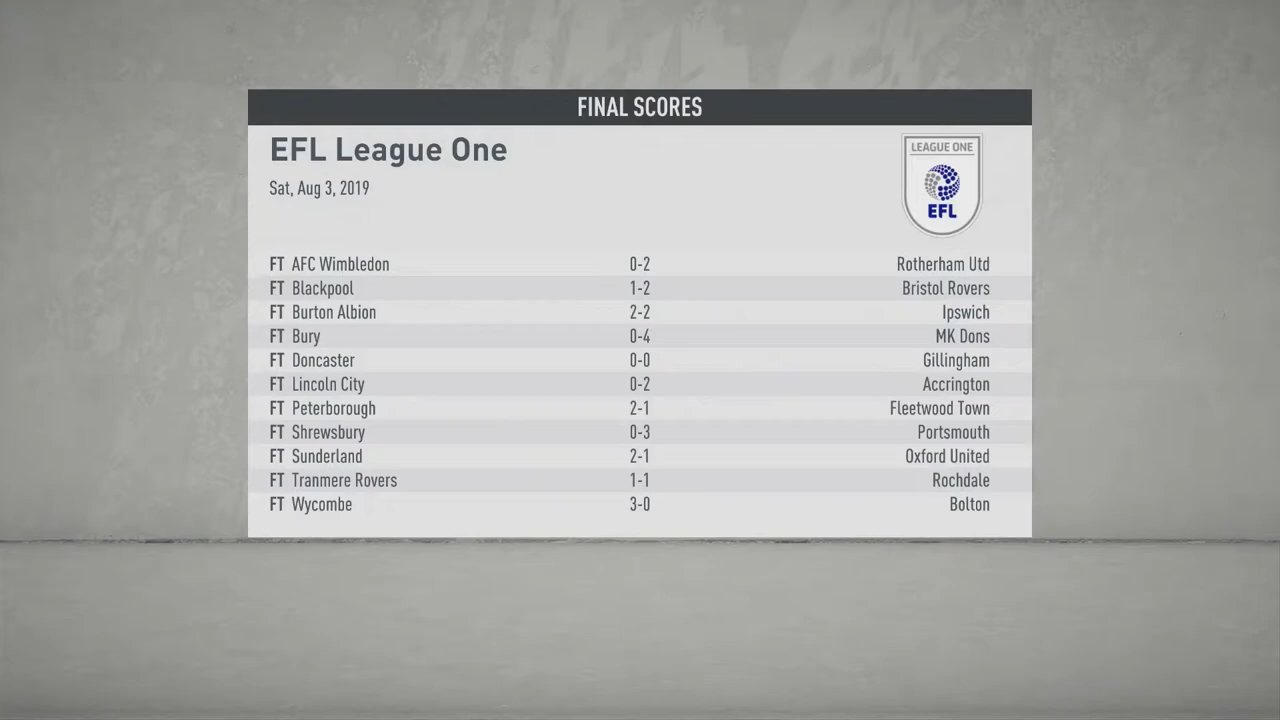 FINAL SCORES
EFL League One
LEAGUE ONE
EFL
Sat, Aug 3, 2019
FT AFC Wimbledon 0-2 Rotherham Utd
FT Blackpool 1-2 Bristol Rovers
FT Burton Albion 2-2 Ipswich
FT Bury 0-4 MK Dons
FT Doncaster 0-0 Gillingham
FT Lincoln City 0-2 Accrington
FT Peterborough 2-1 Fleetwood Town
FT Shrewsbury 0-3 Portsmouth
FT Sunderland 2-1 Oxford United
FT Tranmere Rovers 1-1 Rochdale
FT Wycombe 3-0 Bolton